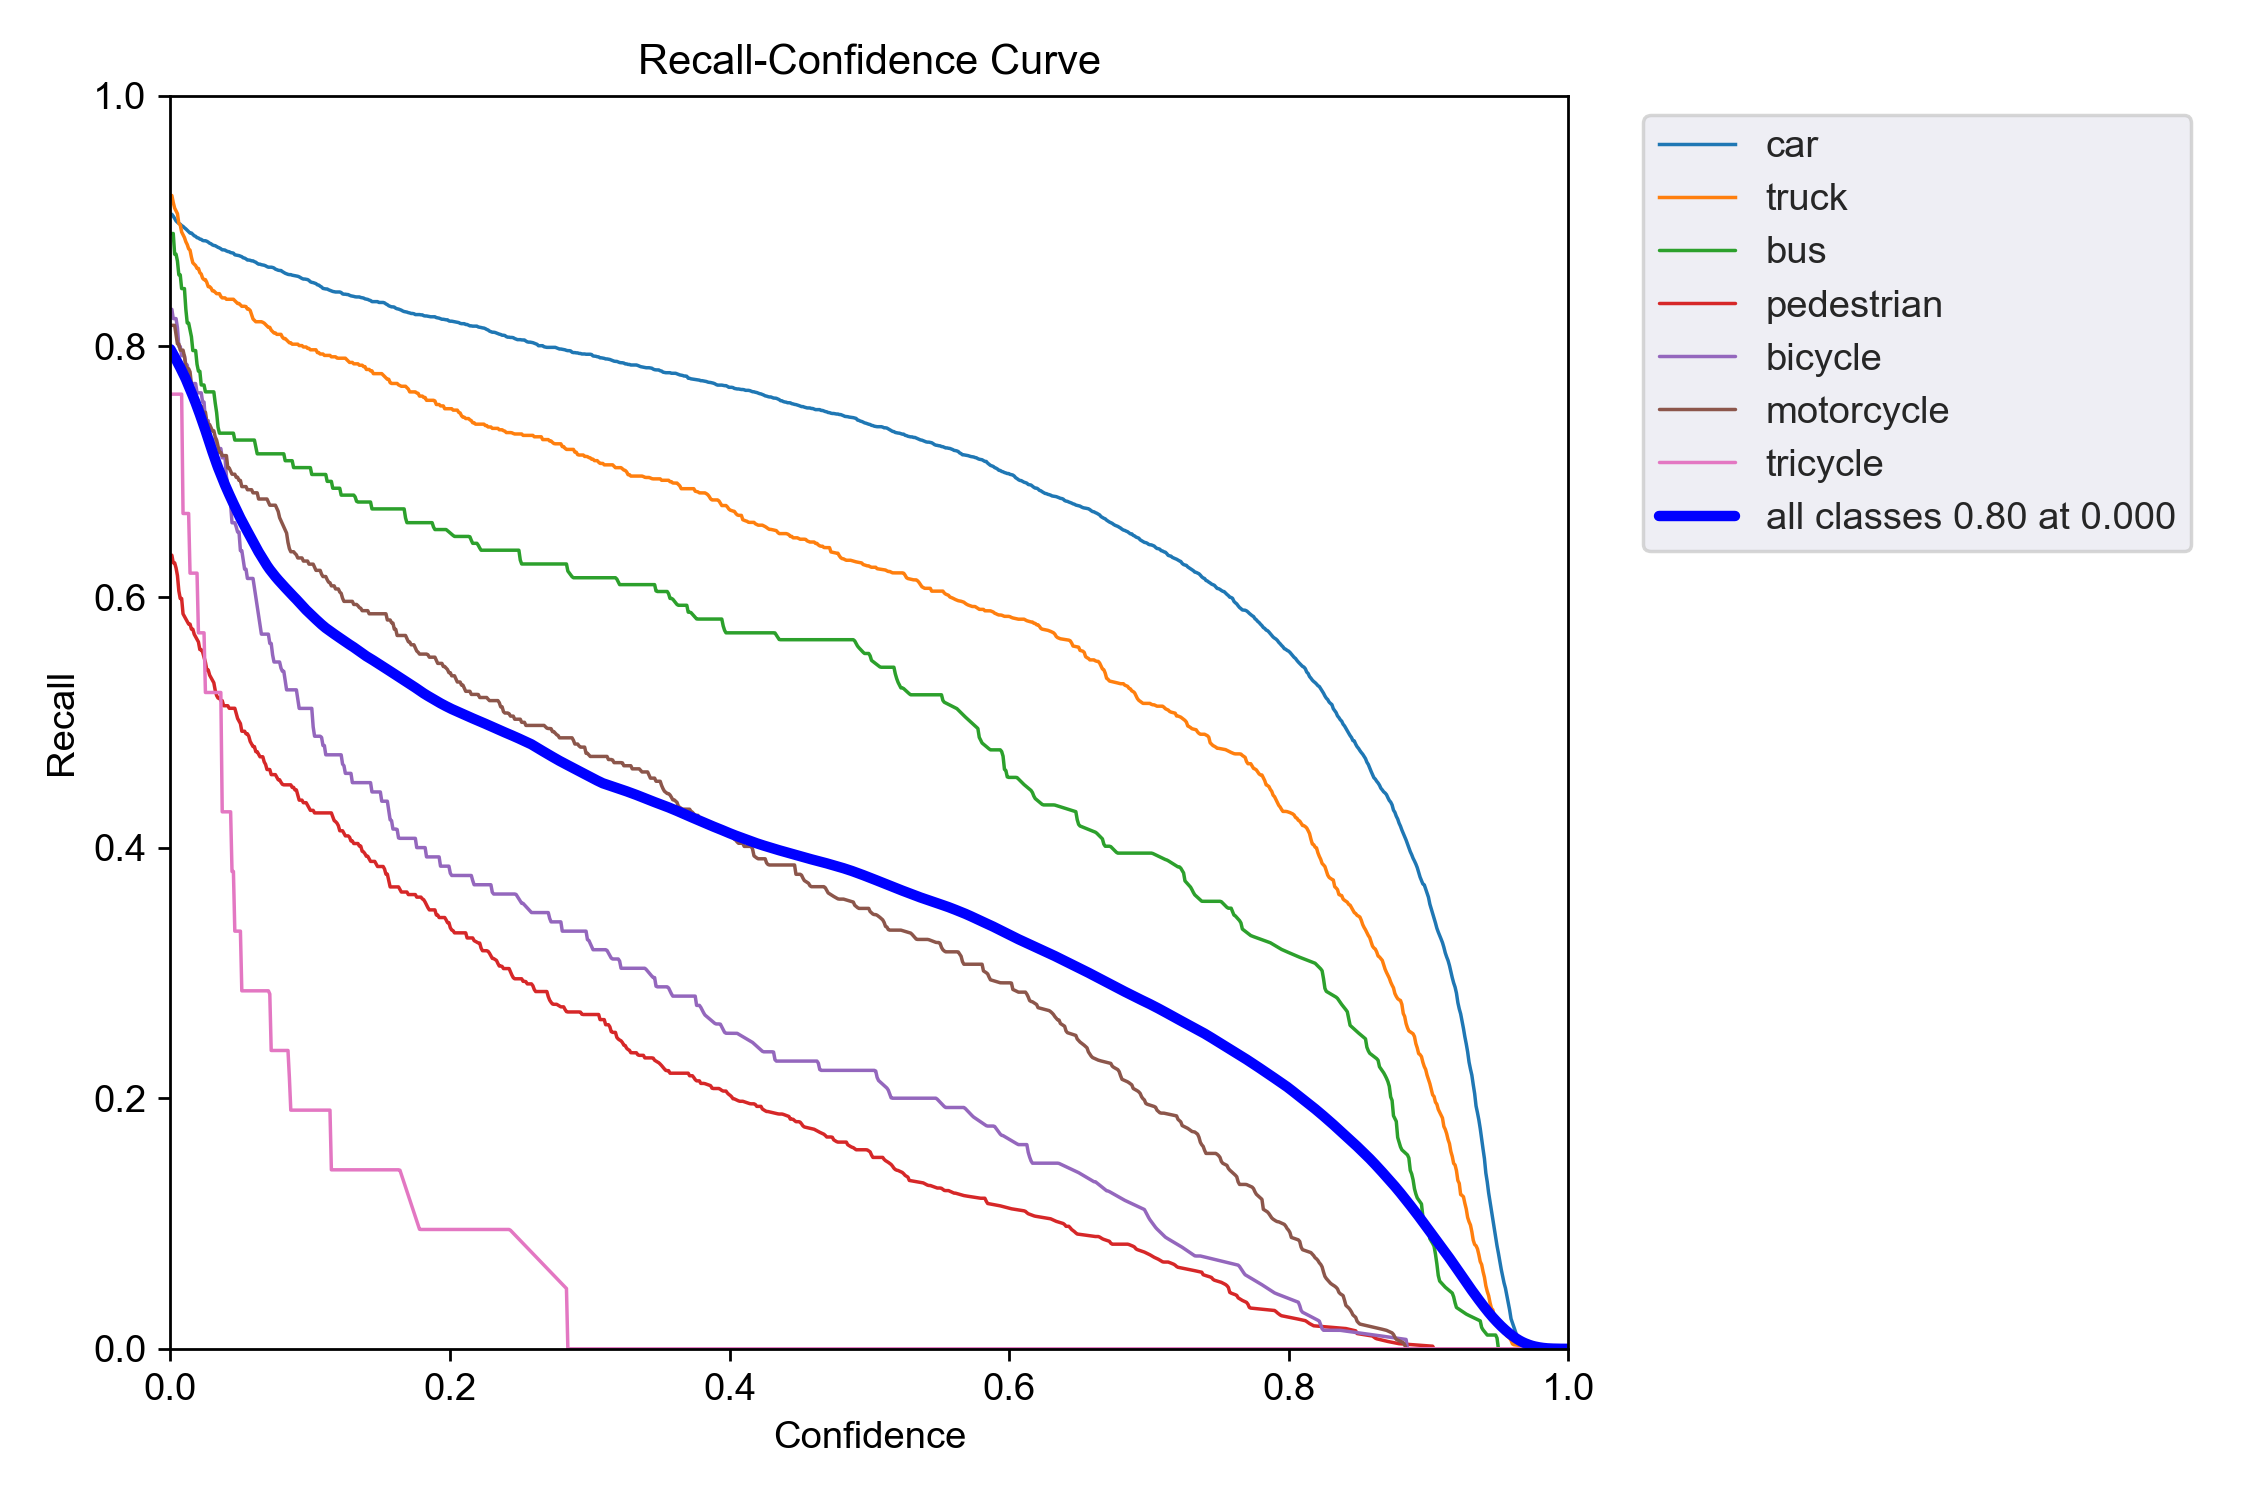 Recall-Confidence Curve
1.0
0.8
0.6
0.4
0.2
0.0
Recall
0.0 0.2 0.4 0.6 0.8 1.0
Confidence
car
truck
bus
pedestrian
bicycle
motorcycle
tricycle
all classes 0.80 at 0.000